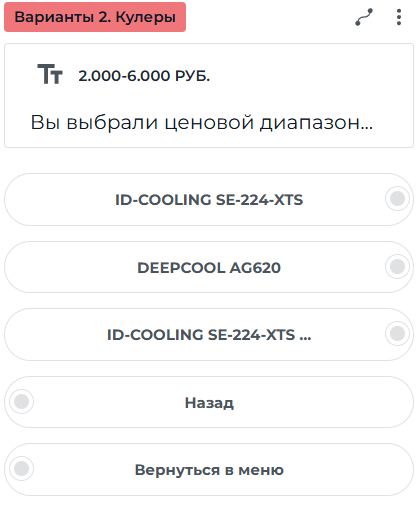 Варианты 2. Кулеры
Tт 2.000-6.000 РУБ.
Вы выбрали ценовой диапазон...
ID-COOLING SE-224-XTS
DEEPCOOL AG620
ID-COOLING SE-224-XTS ...
Назад
Вернуться в меню